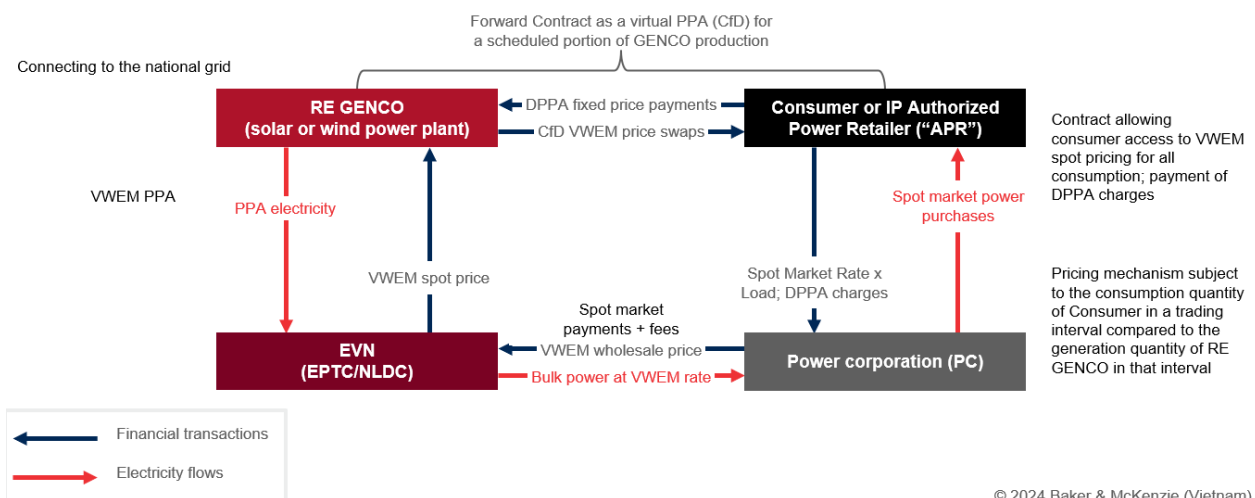 Forward Contract as a virtual PPA (CfD) for
a scheduled portion of GENCO production
Connecting to the national grid
RE GENCO
(solar or wind power plant)
DPPA fixed price payments
CfD VWEM price swaps
Consumer or IP Authorized
Power Retailer (“APR”)
Contract allowing
consumer access to VWEM
spot pricing for all
consumption; payment of
DPPA charges
VWEM PPA
PPA electricity
Spot market power
purchases
VWEM spot price
Spot Market Rate x
Load; DPPA charges
Pricing mechanism subject
to the consumption quantity
of Consumer in a trading
interval compared to the
generation quantity of RE
GENCO in that interval
Spot market
payments + fees
VWEM wholesale price
Bulk power at VWEM rate
EVN
(EPTC/NLDC)
Power corporation (PC)
Financial transactions
Electricity flows
© 2024 Baker & McKenzie (Vietnam)